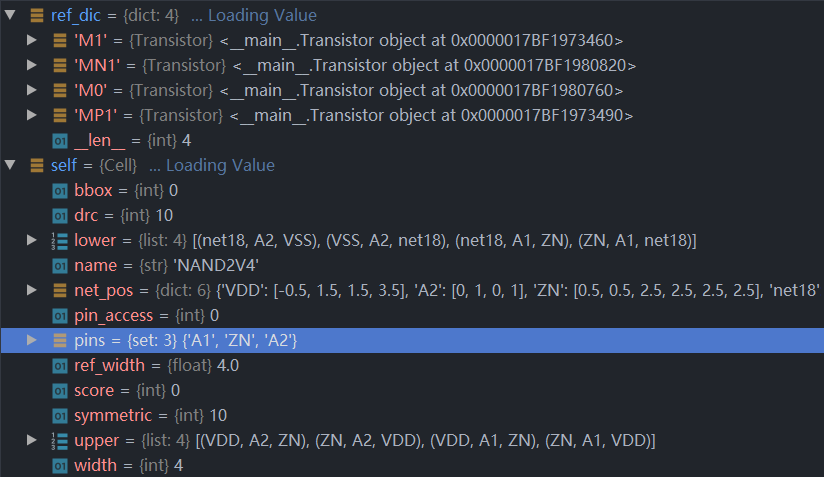 ref_dic = {dict: 4} ... Loading Value
'M1' = {Transistor} <__main__.Transistor object at 0x0000017BF1973460>
'MN1' = {Transistor} <__main__.Transistor object at 0x0000017BF1980820>
'M0' = {Transistor} <__main__.Transistor object at 0x0000017BF1980760>
'MP1' = {Transistor} <__main__.Transistor object at 0x0000017BF1973490>
01 __len__ = {int} 4
self = {Cell} ... Loading Value
01 bbox = {int} 0
01 drc = {int} 10
lower = {list: 4} [(net18, A2, VSS), (VSS, A2, net18), (net18, A1, ZN), (ZN, A1, net18)]
01 name = {str} 'NAND2V4'
net_pos = {dict: 6} {'VDD': [-0.5, 1.5, 1.5, 3.5], 'A2': [0, 1, 0, 1], 'ZN': [0.5, 0.5, 2.5, 2.5, 2.5, 2.5], 'net18'
01 pin_access = {int} 0
pins = {set: 3} {'A1', 'ZN', 'A2'}
01 ref_width = {float} 4.0
01 score = {int} 0
01 symmetric = {int} 10
upper = {list: 4} [(VDD, A2, ZN), (ZN, A2, VDD), (VDD, A1, ZN), (ZN, A1, VDD)]
01 width = {int} 4